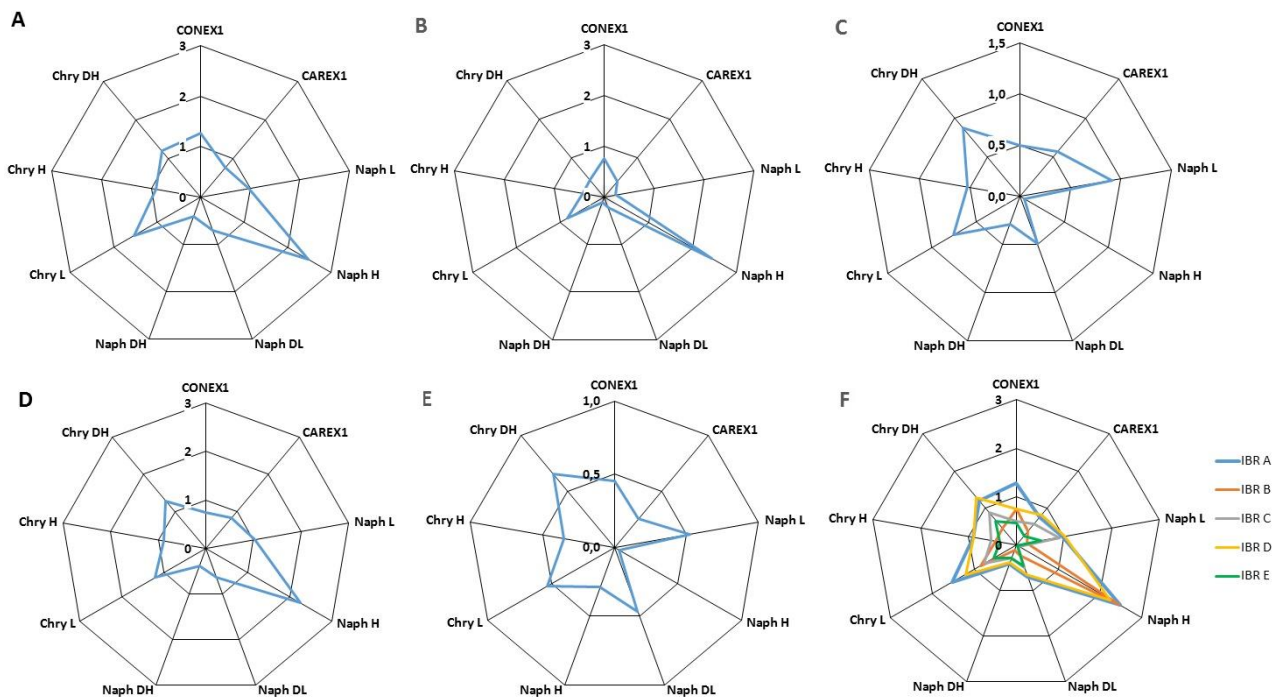 A
CONEX1
3
Chry DH
CAREX1
2
Chry H
1
Naph L
0
Chry L
Naph H
Naph DH
Naph DL
B
CONEX1
3
Chry DH
CAREX1
2
Chry H
1
Naph L
0
Chry L
Naph H
Naph DH
Naph DL
C
CONEX1
1,5
Chry DH
CAREX1
1,0
Chry H
0,5
Naph L
0,0
Chry L
Naph H
Naph DH
Naph DL
D
CONEX1
3
Chry DH
CAREX1
2
Chry H
1
Naph L
0
Chry L
Naph H
Naph DH
Naph DL
E
CONEX1
1,0
Chry DH
CAREX1
0,5
Chry H
Naph L
0,0
Chry L
Naph H
Naph H
Naph DL
F
CONEX1
3
Chry DH
CAREX1
2
Chry H
1
Naph L
0
Chry L
Naph H
Naph DH
Naph DL
IBR A
IBR B
IBR C
IBR D
IBR E